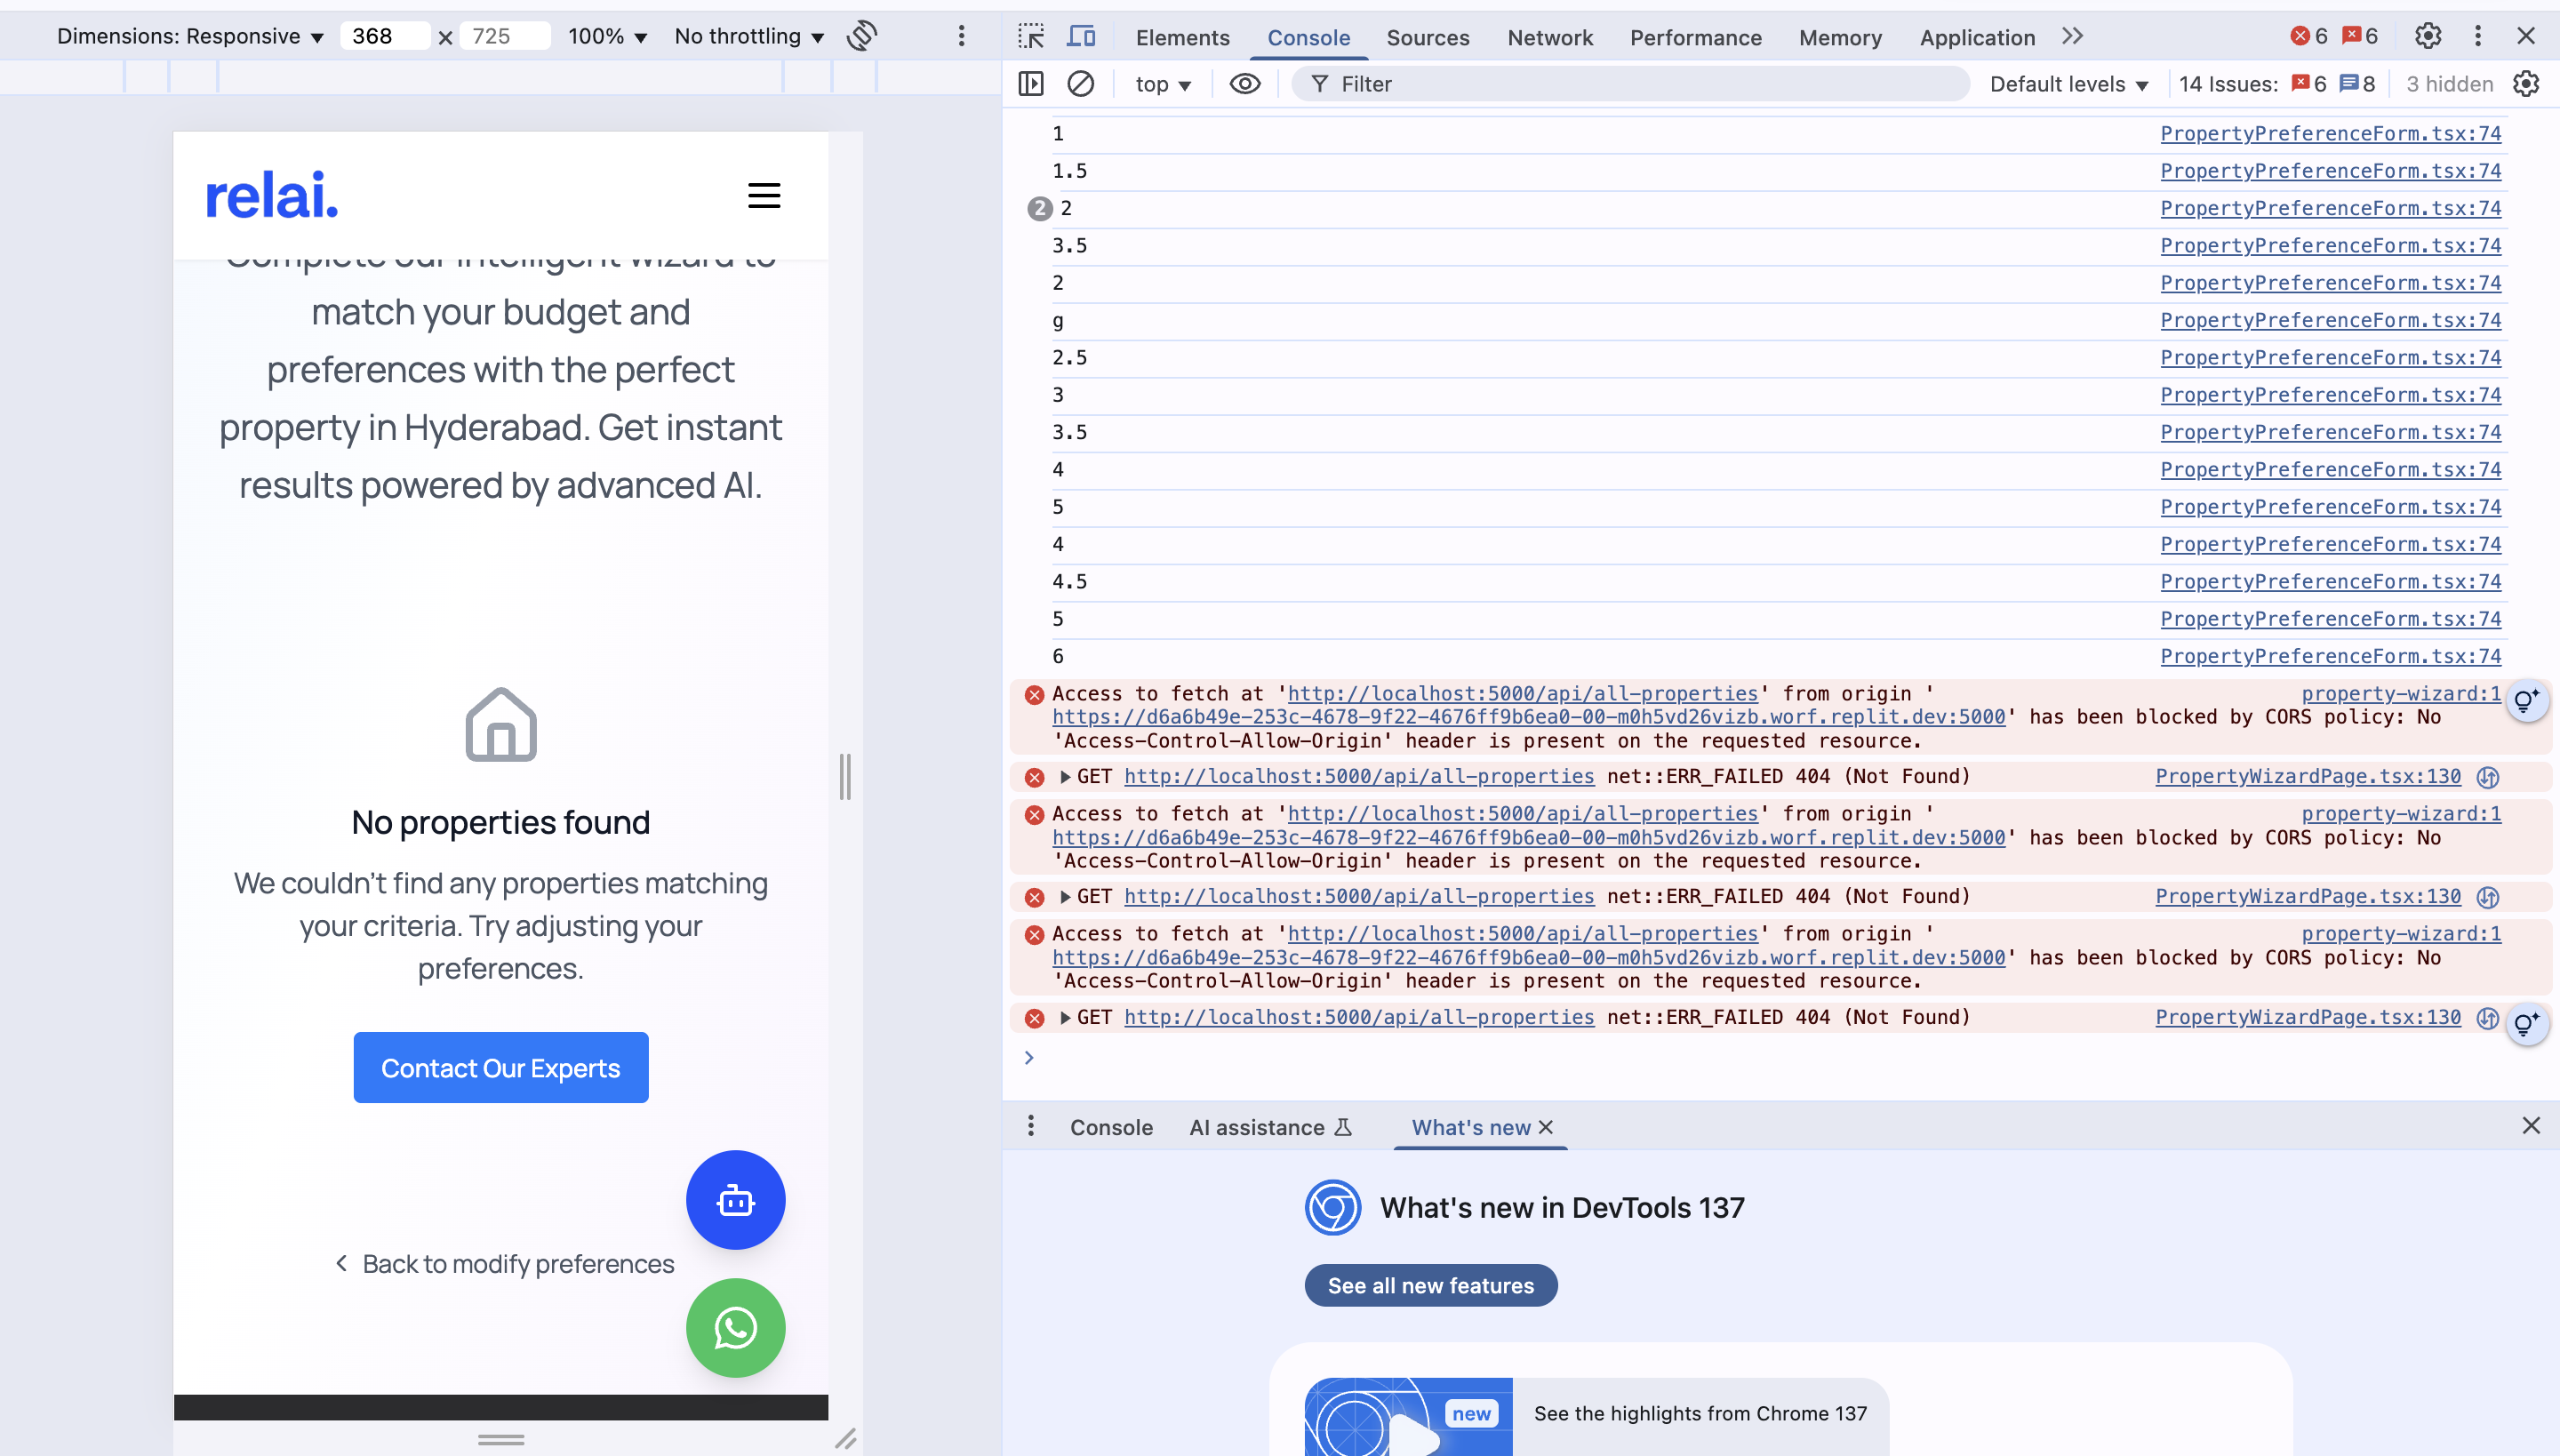 Dimensions: Responsive ▼ 368 × 725 100% ▼ No throttling ▼
Elements Console Sources Network Performance Memory Application 6 6
top ▼ Filter Default levels ▼ 14 Issues: 6 8 3 hidden
relai.
Complete our intelligent wizard to
match your budget and
preferences with the perfect
property in Hyderabad. Get instant
results powered by advanced AI.
No properties found
We couldn't find any properties matching
your criteria. Try adjusting your
preferences.
Contact Our Experts
Back to modify preferences
1 PropertyPreferenceForm.tsx:74
1.5 PropertyPreferenceForm.tsx:74
2 2 PropertyPreferenceForm.tsx:74
3.5 PropertyPreferenceForm.tsx:74
2 PropertyPreferenceForm.tsx:74
g PropertyPreferenceForm.tsx:74
2.5 PropertyPreferenceForm.tsx:74
3 PropertyPreferenceForm.tsx:74
3.5 PropertyPreferenceForm.tsx:74
4 PropertyPreferenceForm.tsx:74
5 PropertyPreferenceForm.tsx:74
4 PropertyPreferenceForm.tsx:74
4.5 PropertyPreferenceForm.tsx:74
5 PropertyPreferenceForm.tsx:74
6 PropertyPreferenceForm.tsx:74
Access to fetch at 'http://localhost:5000/api/all-properties' from origin ' property-wizard:1
https://d6a6b49e-253c-4678-9f22-4676ff9b6ea0-00-m0h5vd26vizb.worf.replit.dev:5000' has been blocked by CORS policy: No
'Access-Control-Allow-Origin' header is present on the requested resource.
GET http://localhost:5000/api/all-properties net::ERR_FAILED 404 (Not Found) PropertyWizardPage.tsx:130
Access to fetch at 'http://localhost:5000/api/all-properties' from origin ' property-wizard:1
https://d6a6b49e-253c-4678-9f22-4676ff9b6ea0-00-m0h5vd26vizb.worf.replit.dev:5000' has been blocked by CORS policy: No
'Access-Control-Allow-Origin' header is present on the requested resource.
GET http://localhost:5000/api/all-properties net::ERR_FAILED 404 (Not Found) PropertyWizardPage.tsx:130
Access to fetch at 'http://localhost:5000/api/all-properties' from origin ' property-wizard:1
https://d6a6b49e-253c-4678-9f22-4676ff9b6ea0-00-m0h5vd26vizb.worf.replit.dev:5000' has been blocked by CORS policy: No
'Access-Control-Allow-Origin' header is present on the requested resource.
GET http://localhost:5000/api/all-properties net::ERR_FAILED 404 (Not Found) PropertyWizardPage.tsx:130
Console AI assistance What's new
What's new in DevTools 137
See all new features
new
See the highlights from Chrome 137